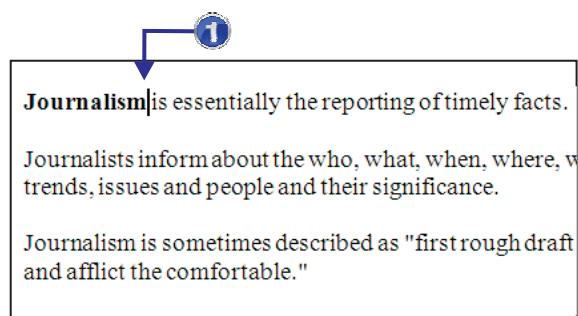 1
Journalism is essentially the reporting of timely facts.
Journalists inform about the who, what, when, where, w
trends, issues and people and their significance.
Journalism is sometimes described as "first rough draft
and afflict the comfortable."